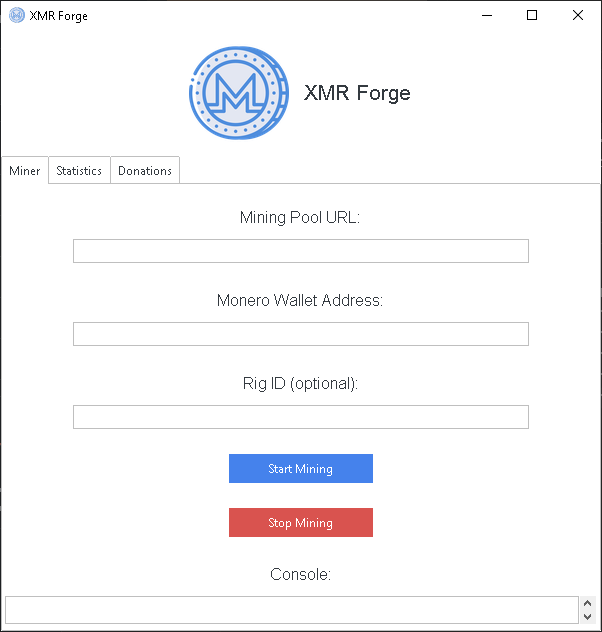 XMR Forge
XMR Forge
Miner Statistics Donations
Mining Pool URL:
Monero Wallet Address:
Rig ID (optional):
Start Mining
Stop Mining
Console: